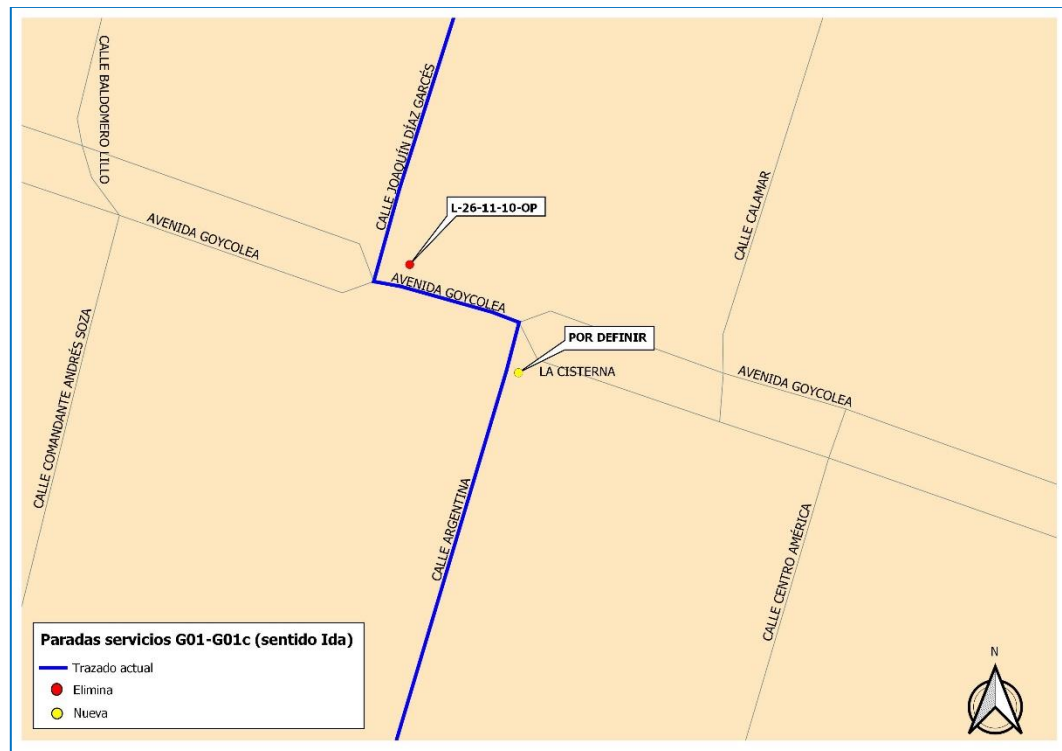 CALLE BALDOMERO LILLO
CALLE JOAQUÍN DÍAZ GARCÉS
CALLE CALAMAR
L-26-11-10-OP
AVENIDA GOYCOLEA
AVENIDA GOYCOLEA
POR DEFINIR
LA CISTERNA
AVENIDA GOYCOLEA
CALLE COMANDANTE ANDRÉS SOZA
CALLE ARGENTINA
CALLE CENTRO AMÉRICA
Paradas servicios G01-G01c (sentido Ida)
Trazado actual
Elimina
Nueva
N